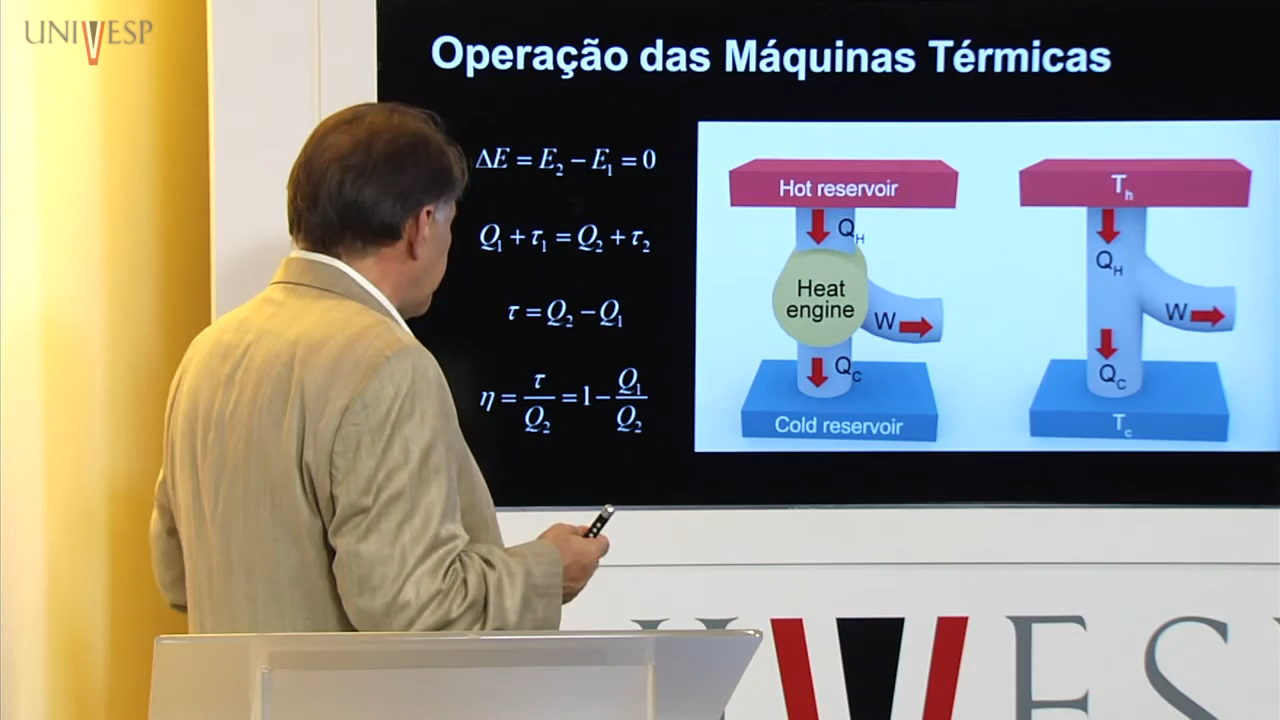 UNIVESP
Operação das Máquinas Térmicas
ΔE = E₂ − E₁ = 0
Q₁ + τ₁ = Q₂ + τ₂
τ = Q₂ − Q₁
η = τ/Q₂ = 1 − Q₁/Q₂
Hot reservoir
Q_H
Heat
engine
W
Q_C
Cold reservoir
T_h
Q_H
W
Q_C
T_c